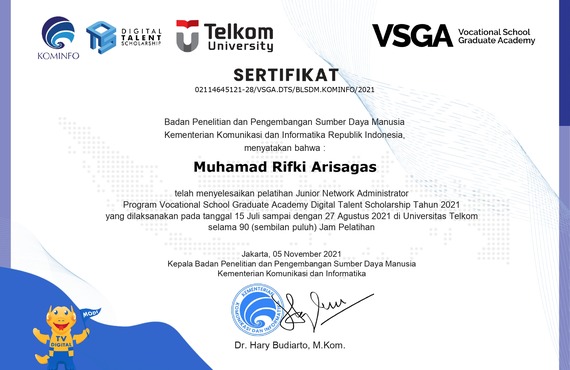 KOMINFO
DIGITAL
TALENT
SCHOLARSHIP
Telkom
University
VSGA
Vocational School
Graduate Academy
SERTIFIKAT
02114645121-28/VSGA.DTS/BLSDM.KOMINFO/2021
Badan Penelitian dan Pengembangan Sumber Daya Manusia
Kementerian Komunikasi dan Informatika Republik Indonesia,
menyatakan bahwa :
Muhamad Rifki Arisagas
telah menyelesaikan pelatihan Junior Network Administrator
Program Vocational School Graduate Academy Digital Talent Scholarship Tahun 2021
yang dilaksanakan pada tanggal 15 Juli sampai dengan 27 Agustus 2021 di Universitas Telkom
selama 90 (sembilan puluh) Jam Pelatihan
Jakarta, 05 November 2021
Kepala Badan Penelitian dan Pengembangan Sumber Daya Manusia
Kementerian Komunikasi dan Informatika
KEMENTERIAN
KOMUNIKASI DAN INFORMATIKA
Dr. Hary Budiarto, M.Kom.
MODI
TV
DIGITAL